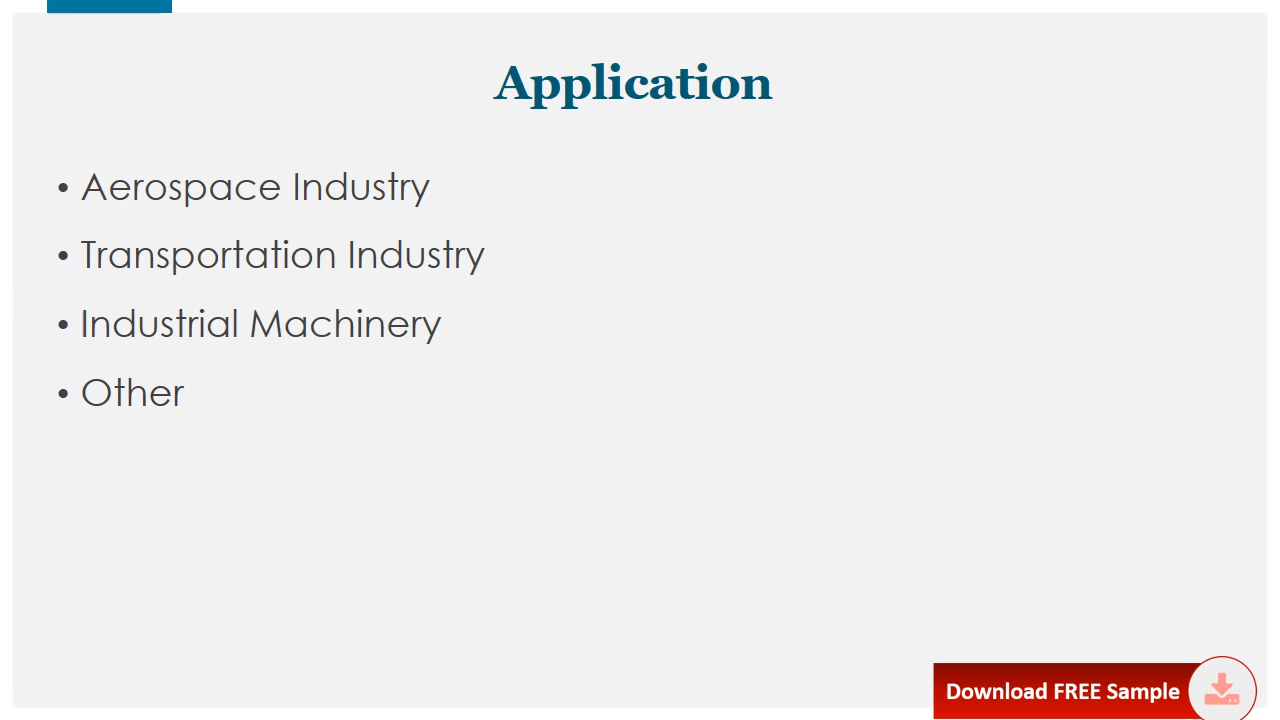 Application
• Aerospace Industry
• Transportation Industry
• Industrial Machinery
• Other
Download FREE Sample